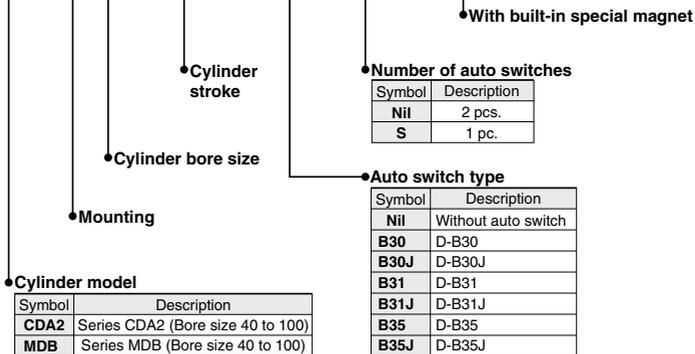 With built-in special magnet
Cylinder
stroke
Number of auto switches
Symbol Description
Nil 2 pcs.
S 1 pc.
Cylinder bore size
Auto switch type
Symbol Description
Nil Without auto switch
B30 D-B30
B30J D-B30J
B31 D-B31
B31J D-B31J
B35 D-B35
B35J D-B35J
Mounting
Cylinder model
Symbol Description
CDA2 Series CDA2 (Bore size 40 to 100)
MDB Series MDB (Bore size 40 to 100)